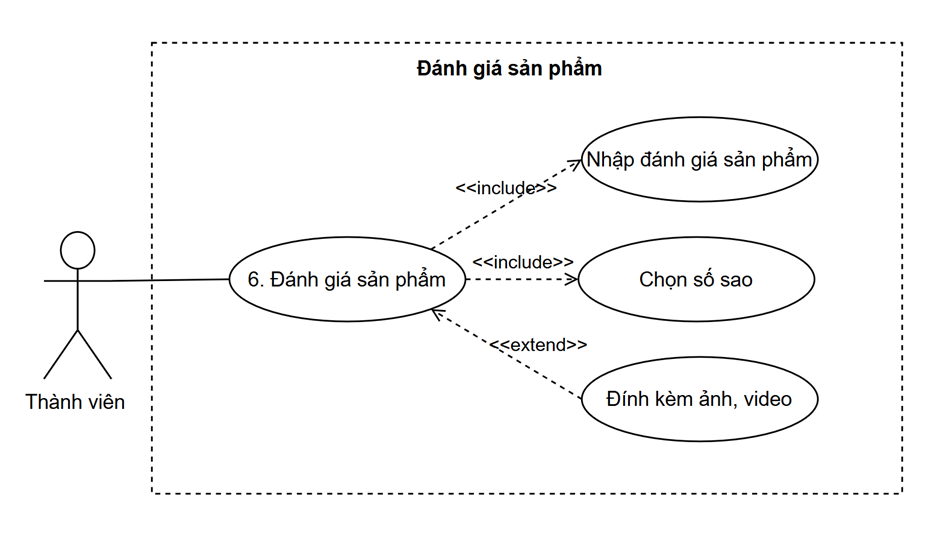 Đánh giá sản phẩm
Nhập đánh giá sản phẩm
<<include>>
<<include>>
6. Đánh giá sản phẩm
Chọn số sao
<<extend>>
Đính kèm ảnh, video
Thành viên